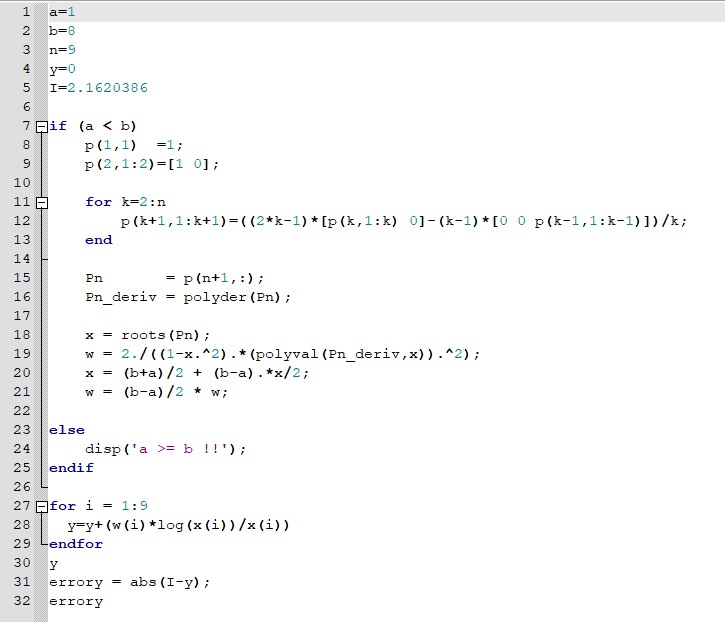 1 a=1
2 b=8
3 n=9
4 y=0
5 I=2.1620386
6
7 if (a < b)
8 p(1,1)  =1;
9 p(2,1:2)=[1 0];
10
11 for k=2:n
12 p(k+1,1:k+1)=((2*k-1)*[p(k,1:k) 0]-(k-1)*[0 0 p(k-1,1:k-1)])/k;
13 end
14
15 Pn       = p(n+1,:);
16 Pn_deriv = polyder(Pn);
17
18 x = roots(Pn);
19 w = 2./((1-x.^2).*(polyval(Pn_deriv,x)).^2);
20 x = (b+a)/2 + (b-a).*x/2;
21 w = (b-a)/2 * w;
22
23 else
24 disp('a >= b !!');
25 endif
26
27 for i = 1:9
28 y=y+(w(i)*log(x(i))/x(i))
29 endfor
30 y
31 errory = abs(I-y);
32 errory